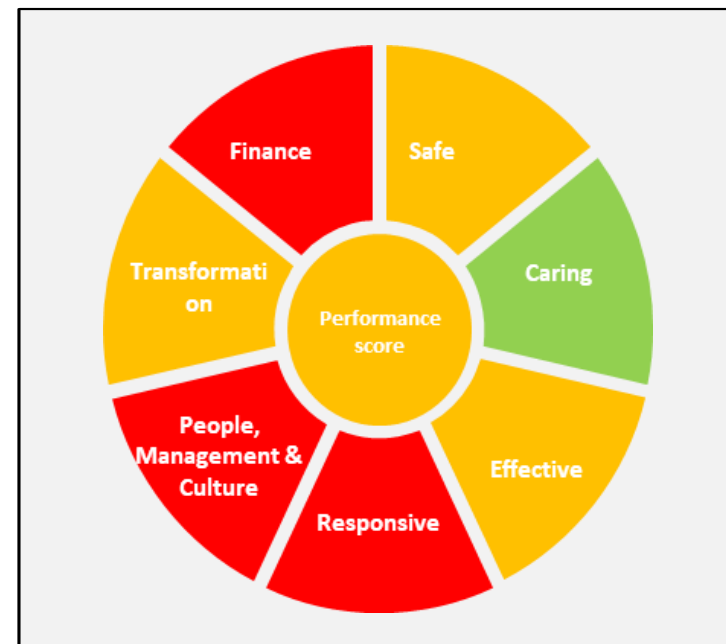 Finance
Safe
Transformati
on
Caring
Performance
score
People,
Management &
Culture
Effective
Responsive